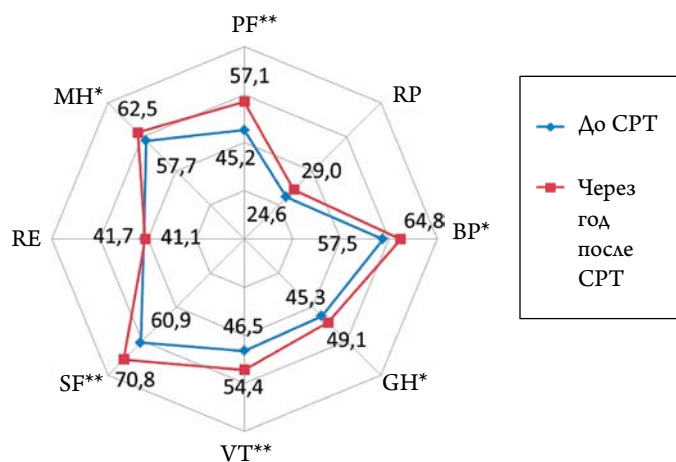 PF**
57,1
MH*
62,5
RP
45,2
29,0
57,7
24,6
64,8
BP*
RE
41,7
41,1
57,5
45,3
60,9
46,5
49,1
SF**
70,8
54,4
GH*
VT**
До СРТ
Через
год
после
СРТ